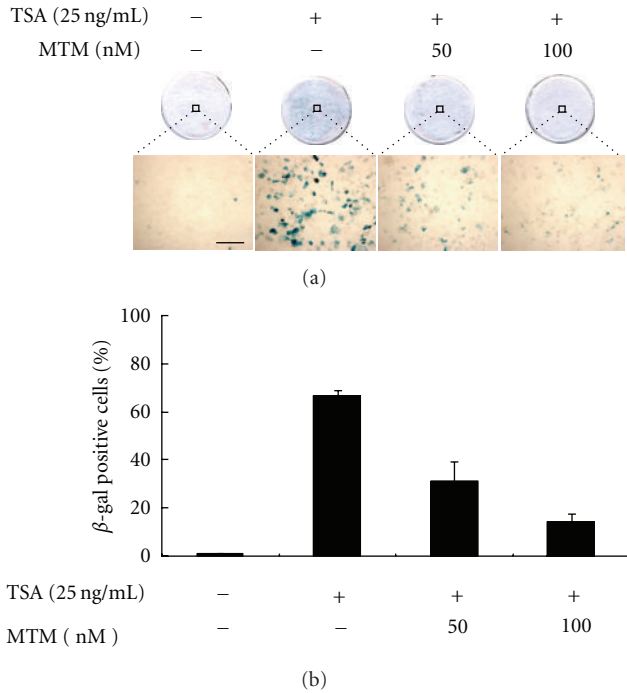 TSA (25 ng/mL) − + + +
MTM (nM) − − 50 100
(a)
100
80
60
40
20
0
β-gal positive cells (%)
TSA (25 ng/mL) − + + +
MTM ( nM ) − − 50 100
(b)